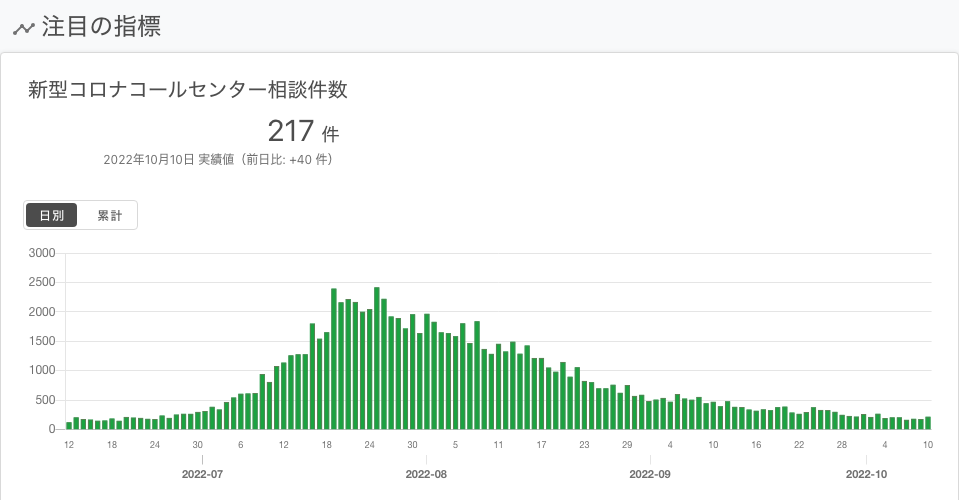 注目の指標
新型コロナコールセンター相談件数
217 件
2022年10月10日 実績値（前日比: +40 件）
日別 累計
3000
2500
2000
1500
1000
500
0
12 18 24 30 6 12 18 24 30 5 11 17 23 29 4 10 16 22 28 4 10
2022-07 2022-08 2022-09 2022-10